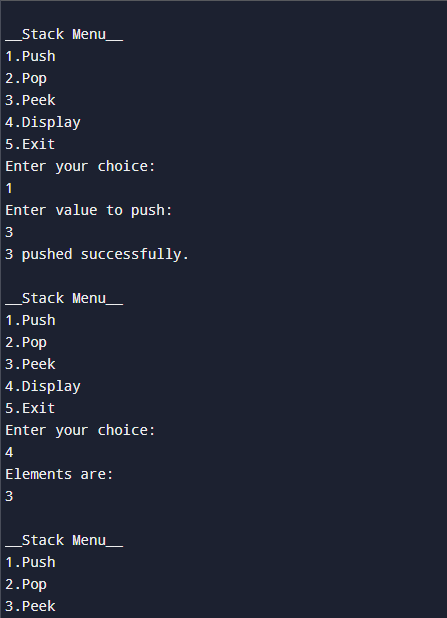 __Stack Menu__
1.Push
2.Pop
3.Peek
4.Display
5.Exit
Enter your choice:
1
Enter value to push:
3
3 pushed successfully.
__Stack Menu__
1.Push
2.Pop
3.Peek
4.Display
5.Exit
Enter your choice:
4
Elements are:
3
__Stack Menu__
1.Push
2.Pop
3.Peek